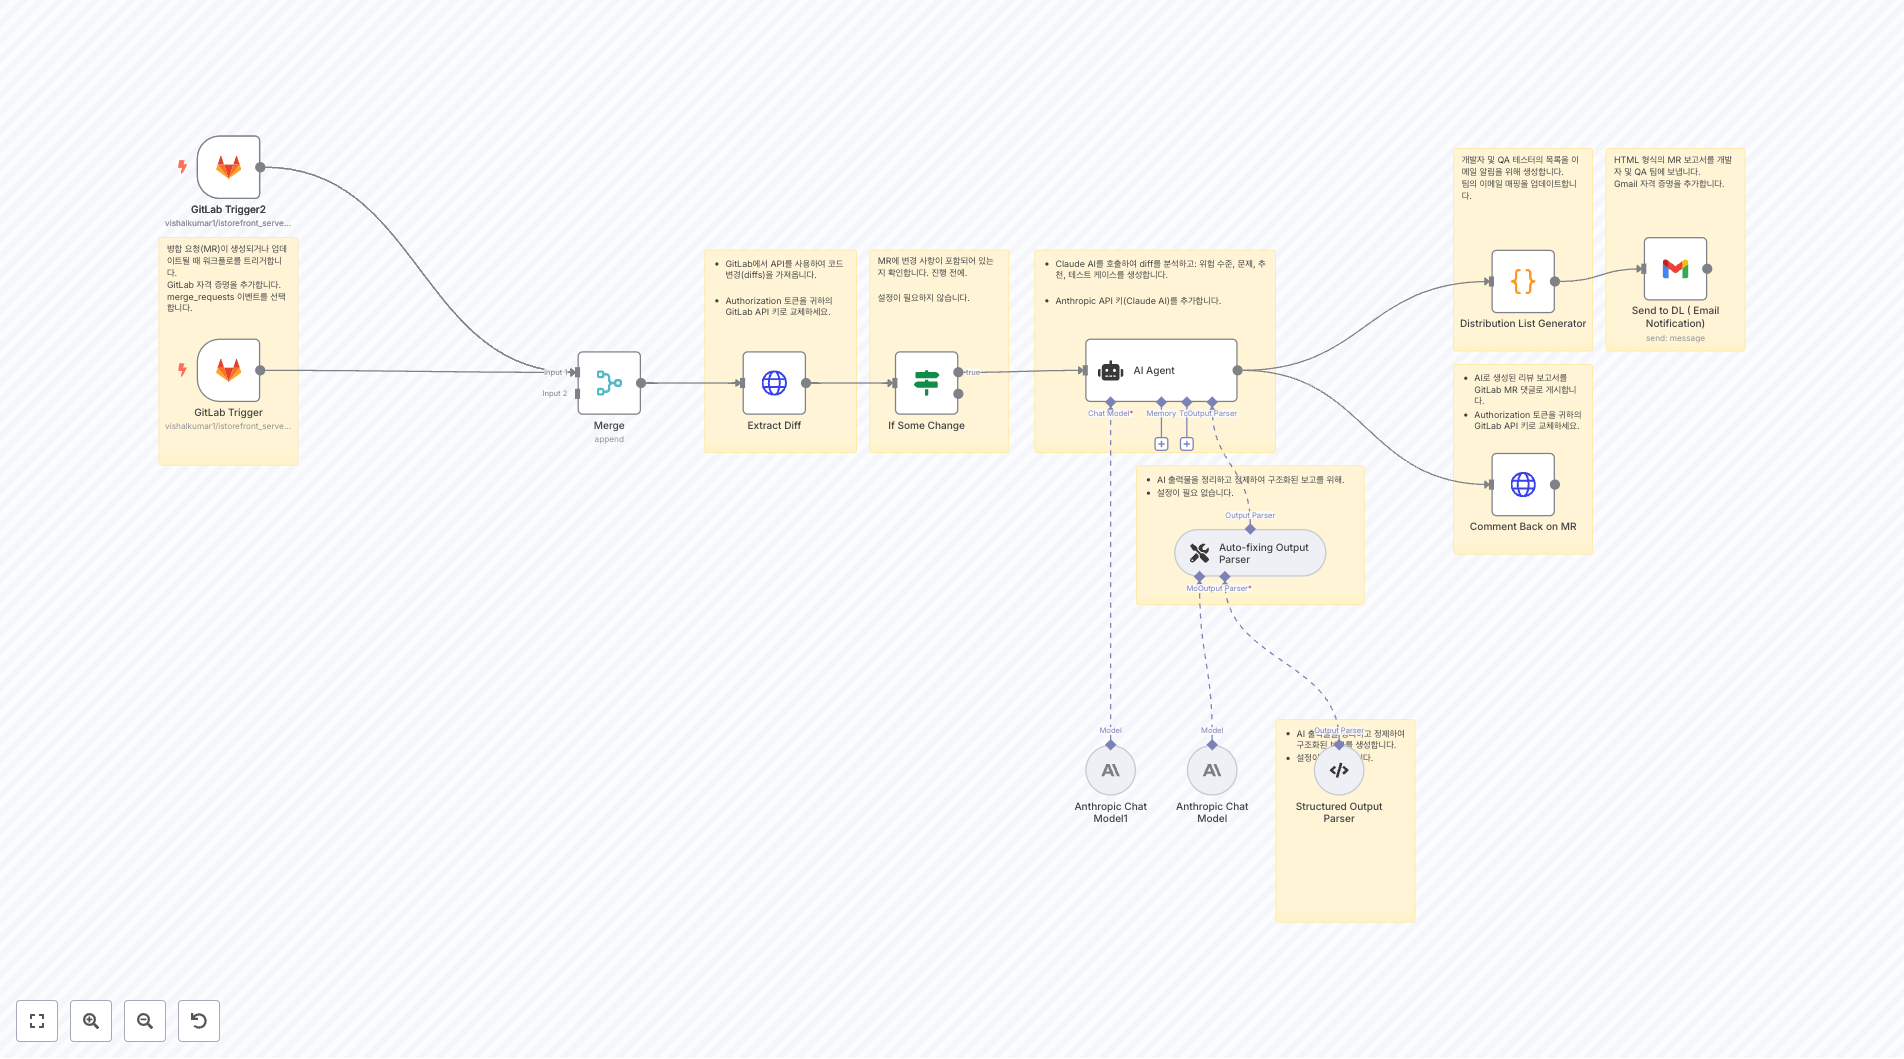 GitLab Trigger2
vishalkumar1/istorefront_serve...
병합 요청(MR)이 생성되거나 업데
이트될 때 워크플로를 트리거합니
다.
GitLab 자격 증명을 추가합니다.
merge_requests 이벤트를 선택
합니다.
GitLab Trigger
vishalkumar1/istorefront_serve...
Input 1
Input 2
Merge
append
• GitLab에서 API를 사용하여 코드
변경(diffs)을 가져옵니다.
• Authorization 토큰을 귀하의
GitLab API 키로 교체하세요.
Extract Diff
MR에 변경 사항이 포함되어 있는
지 확인합니다. 진행 전에.
설정이 필요하지 않습니다.
true
If Some Change
• Claude AI를 호출하여 diff를 분석하고: 위험 수준, 문제, 추
천, 테스트 케이스를 생성합니다.
• Anthropic API 키(Claude AI)를 추가합니다.
AI Agent
Chat Model*
Memory
Output Parser
• AI 출력물을 정리하고 정제하여 구조화된 보고를 위해.
• 설정이 필요 없습니다.
Output Parser
Auto-fixing Output
Parser
Output Parser*
Model
Anthropic Chat
Model1
Model
Anthropic Chat
Model
Output Parser
• AI 정제하여
구조화된 생성합니다.
Structured Output
Parser
개발자 및 QA 테스터의 목록을 이
메일 알림을 위해 생성합니다.
팀의 이메일 매핑을 업데이트합니
다.
Distribution List Generator
HTML 형식의 MR 보고서를 개발
자 및 QA 팀에 보냅니다.
Gmail 자격 증명을 추가합니다.
Send to DL ( Email
Notification)
send: message
• AI로 생성된 리뷰 보고서를
GitLab MR 댓글로 게시합니
다.
• Authorization 토큰을 귀하의
GitLab API 키로 교체하세요.
Comment Back on MR